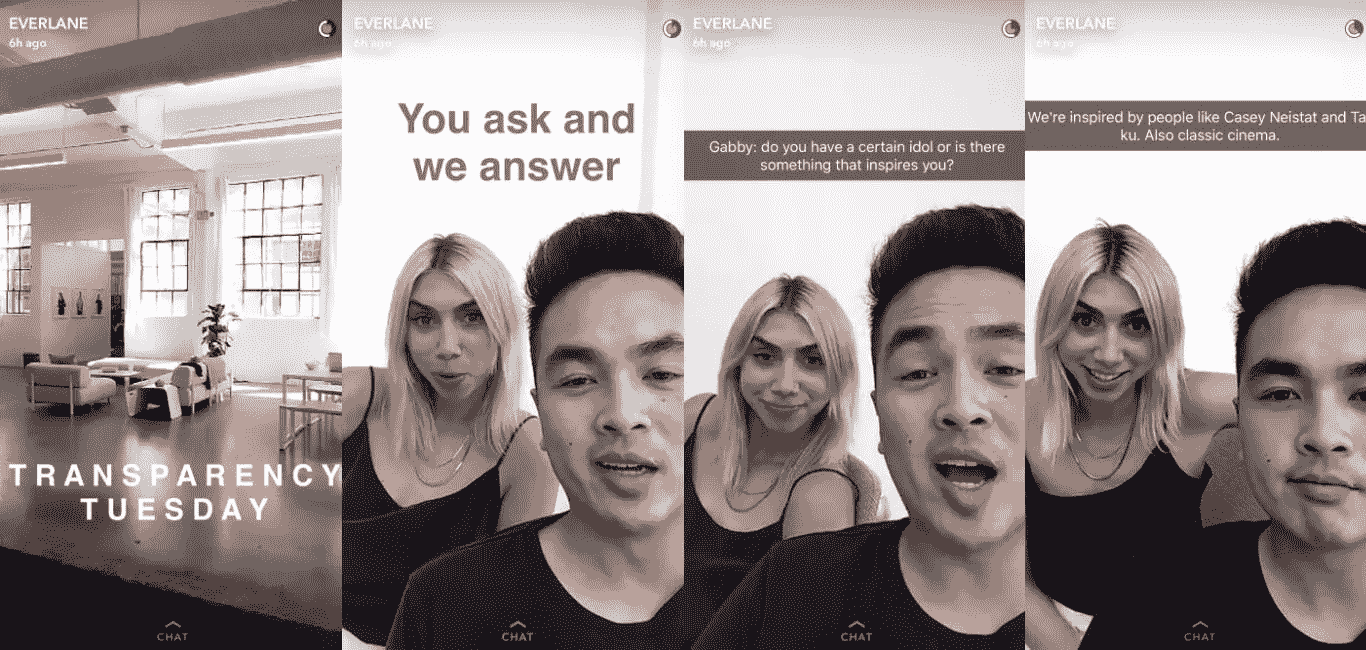 EVERLANE
6h ago
TRANSPARENCY
TUESDAY
CHAT
EVERLANE
6h ago
You ask and
we answer
CHAT
EVERLANE
6h ago
Gabby: do you have a certain idol or is there
something that inspires you?
CHAT
EVERLANE
6h ago
We're inspired by people like Casey Neistat and Ta
ku. Also classic cinema.
CHAT